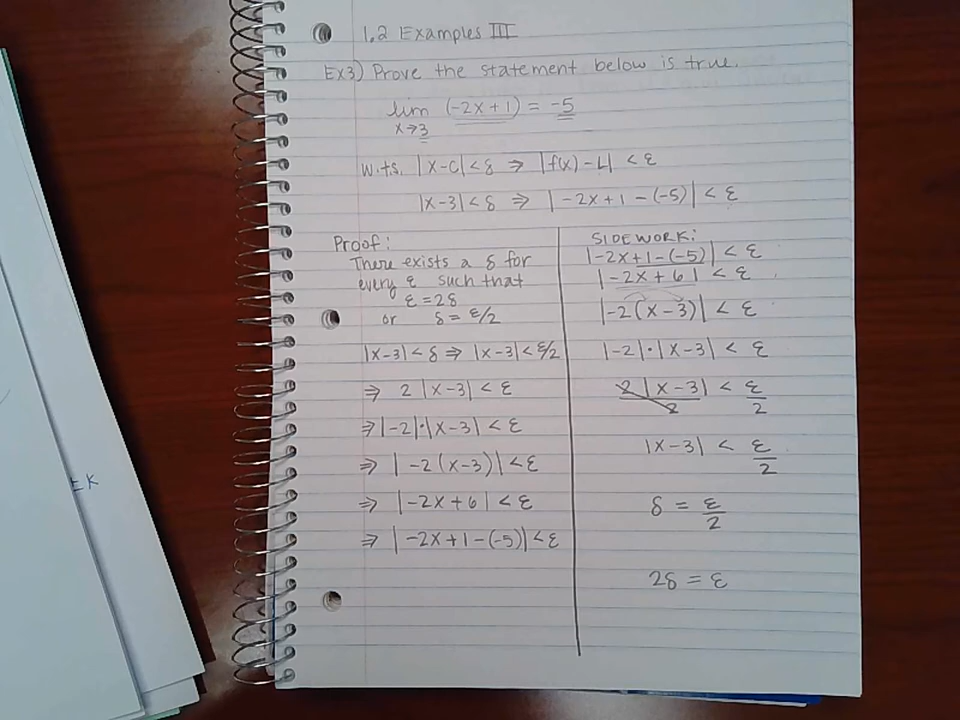 1.2 Examples III
Ex3) Prove the statement below is true.
lim (-2x + 1) = -5
x→3
w.t.s. |x-c| < δ ⇒ |f(x) - L| < ε
|x-3| < δ ⇒ |-2x + 1 - (-5)| < ε
Proof:
There exists a δ for
every ε such that
ε = 2δ
or δ = ε/2
|x-3| < δ ⇒ |x-3| < ε/2
⇒ 2 |x-3| < ε
⇒ |-2|·|x-3| < ε
⇒ |-2(x-3)| < ε
⇒ |-2x + 6| < ε
⇒ |-2x + 1 - (-5)| < ε
SIDEWORK:
|-2x+1-(-5)| < ε
|-2x + 6| < ε
|-2(x-3)| < ε
|-2|·|x-3| < ε
2 |x-3| < ε
2 2
|x-3| < ε
2
δ = ε
2
2δ = ε
EK